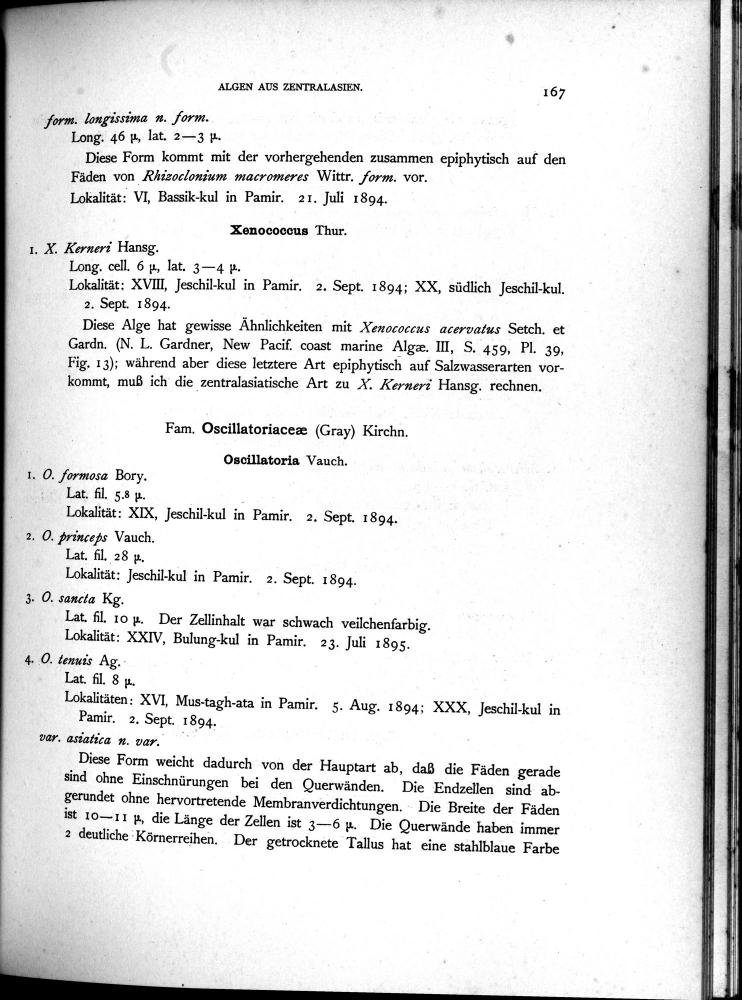 ALGEN AUS ZENTRALASIEN. 167
form. longissima n. form.
Long. 46 µ, lat. 2—3 µ.
Diese Form kommt mit der vorhergehenden zusammen epiphytisch auf den
Fäden von Rhizoclonium macromeres Wittr. form. vor.
Lokalität: VI, Bassik-kul in Pamir. 21. Juli 1894.
Xenococcus Thur.
1. X. Kerneri Hansg.
Long. cell. 6 µ, lat. 3—4 µ.
Lokalität: XVIII, Jeschil-kul in Pamir. 2. Sept. 1894; XX, südlich Jeschil-kul.
2. Sept. 1894.
Diese Alge hat gewisse Ähnlichkeiten mit Xenococcus acervatus Setch. et
Gardn. (N. L. Gardner, New Pacif. coast marine Algæ. III, S. 459, Pl. 39,
Fig. 13); während aber diese letztere Art epiphytisch auf Salzwasserarten vor-
kommt, muß ich die zentralasiatische Art zu X. Kerneri Hansg. rechnen.
Fam. Oscillatoriaceæ (Gray) Kirchn.
Oscillatoria Vauch.
1. O. formosa Bory.
Lat. fil. 5.8 µ.
Lokalität: XIX, Jeschil-kul in Pamir. 2. Sept. 1894.
2. O. princeps Vauch.
Lat. fil. 28 µ.
Lokalität: Jeschil-kul in Pamir. 2. Sept. 1894.
3. O. sancta Kg.
Lat. fil. 10 µ. Der Zellinhalt war schwach veilchenfarbig.
Lokalität: XXIV, Bulung-kul in Pamir. 23. Juli 1895.
4. O. tenuis Ag.
Lat. fil. 8 µ.
Lokalitäten: XVI, Mus-tagh-ata in Pamir. 5. Aug. 1894; XXX, Jeschil-kul in
Pamir. 2. Sept. 1894.
var. asiatica n. var.
Diese Form weicht dadurch von der Hauptart ab, daß die Fäden gerade
sind ohne Einschnürungen bei den Querwänden. Die Endzellen sind ab-
gerundet ohne hervortretende Membranverdichtungen. Die Breite der Fäden
ist 10—11 µ, die Länge der Zellen ist 3—6 µ. Die Querwände haben immer
2 deutliche Körnerreihen. Der getrocknete Tallus hat eine stahlblaue Farbe